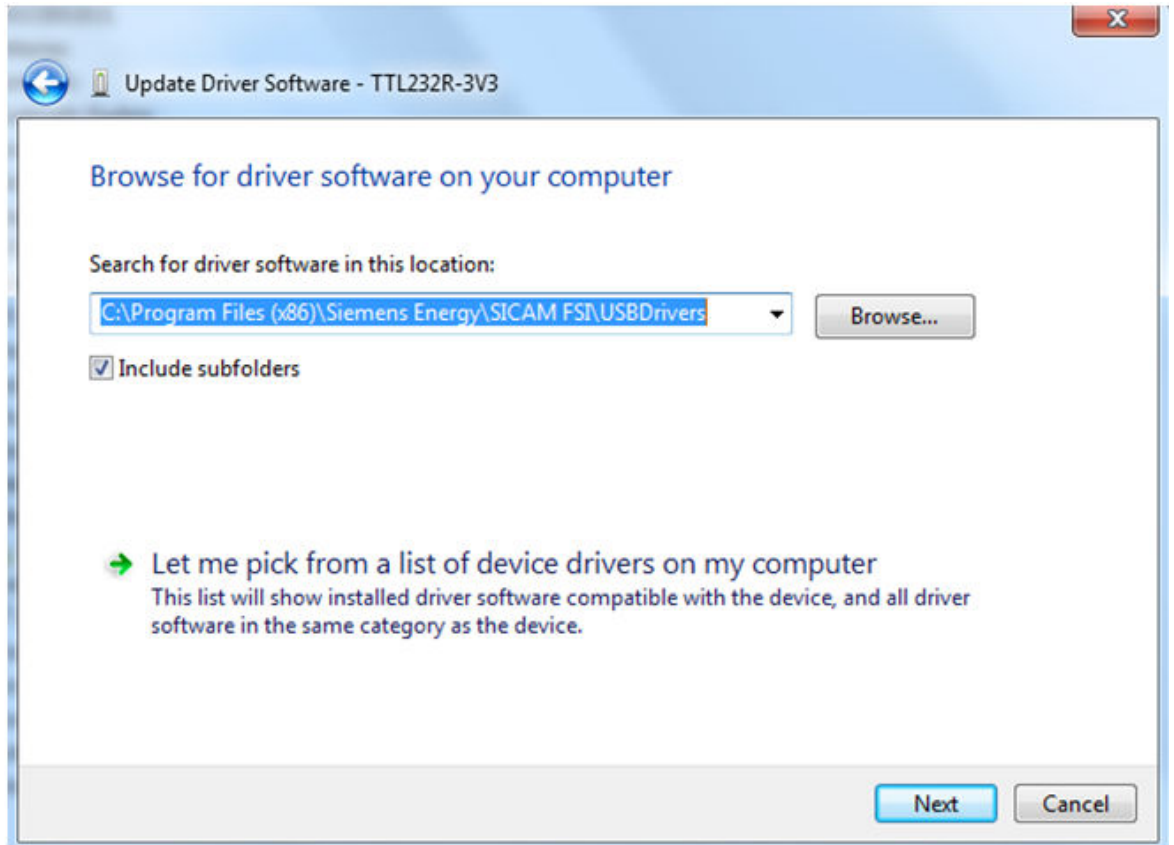 Update Driver Software - TTL232R-3V3
Browse for driver software on your computer
Search for driver software in this location:
C:\Program Files (x86)\Siemens Energy\SICAM FSI\USBDrivers
Browse...
Include subfolders
Let me pick from a list of device drivers on my computer
This list will show installed driver software compatible with the device, and all driver
software in the same category as the device.
Next
Cancel